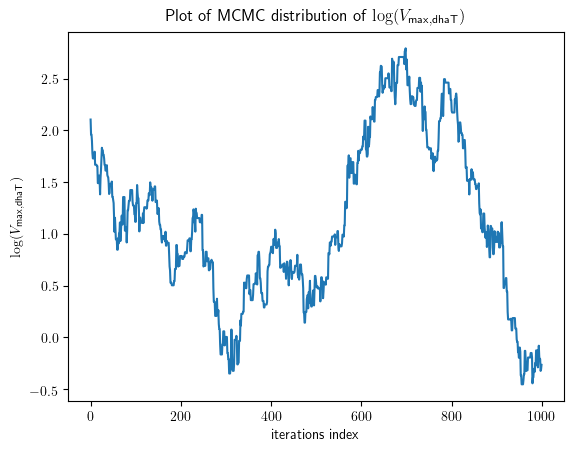 Plot of MCMC distribution of log(V_max,dhaT)
log(V_max,dhaT)
2.5
2.0
1.5
1.0
0.5
0.0
−0.5
0 200 400 600 800 1000
iterations index